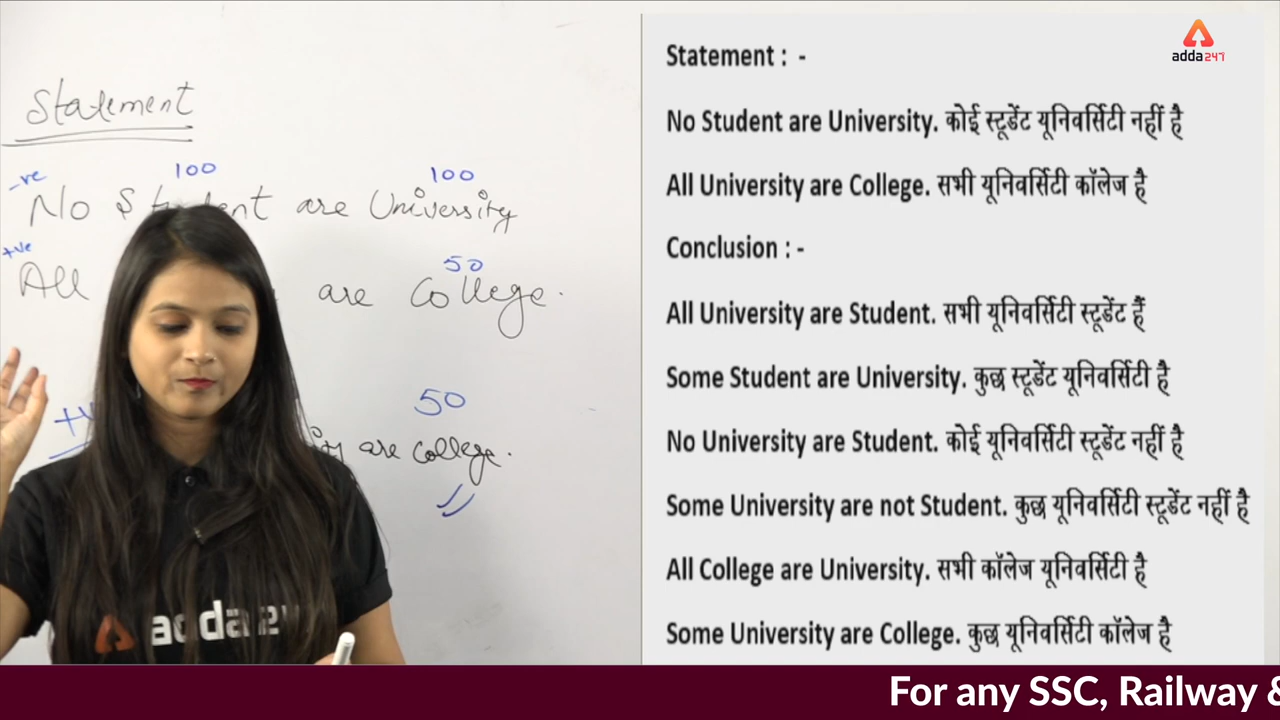 Statement
-ve 100 100
No Student are University
+ve 50
All are College.
50
are college.
adda247
Statement : -
No Student are University. कोई स्टूडेंट यूनिवर्सिटी नहीं है
All University are College. सभी यूनिवर्सिटी कॉलेज है
Conclusion : -
All University are Student. सभी यूनिवर्सिटी स्टूडेंट हैं
Some Student are University. कुछ स्टूडेंट यूनिवर्सिटी है
No University are Student. कोई यूनिवर्सिटी स्टूडेंट नहीं है
Some University are not Student. कुछ यूनिवर्सिटी स्टूडेंट नहीं है
All College are University. सभी कॉलेज यूनिवर्सिटी है
Some University are College. कुछ यूनिवर्सिटी कॉलेज है
For any SSC, Railway &